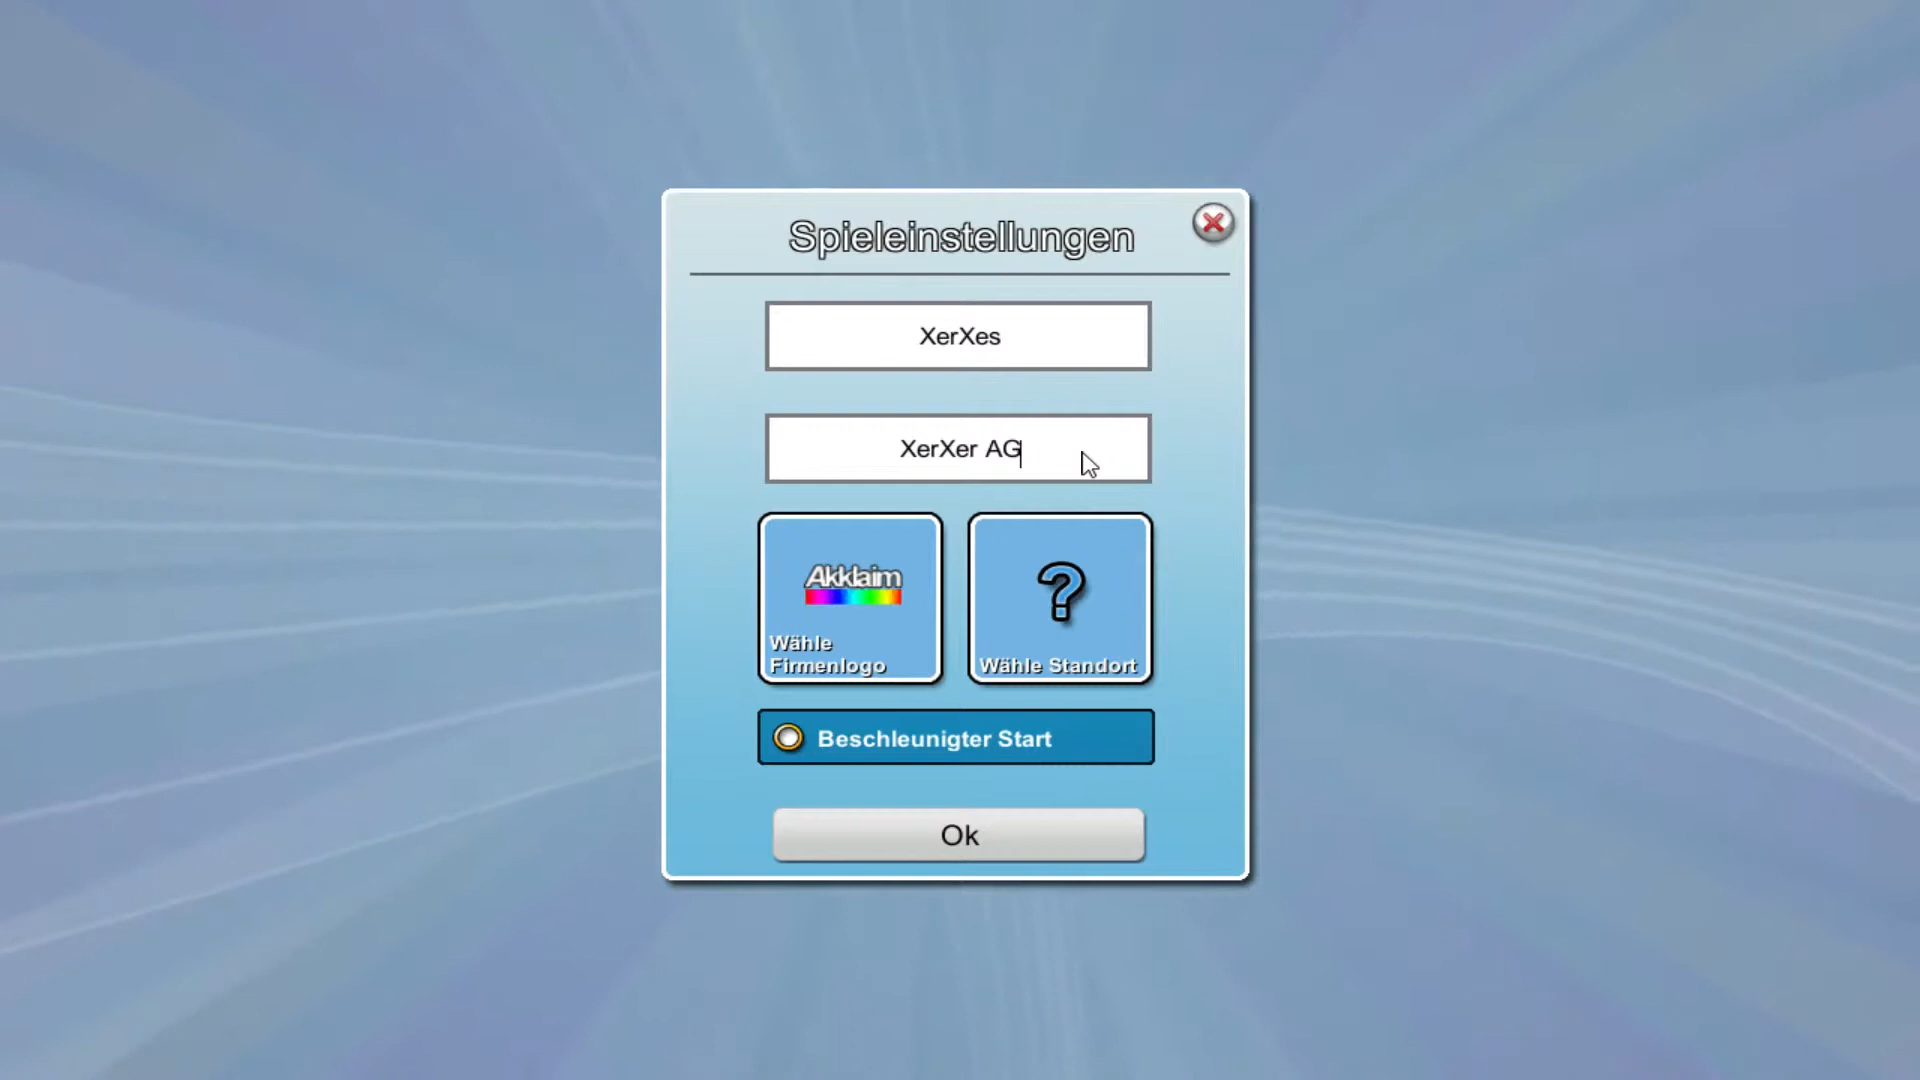 Spieleinstellungen
XerXes
XerXer AG
Akklaim
Wähle
Firmenlogo
?
Wähle Standort
Beschleunigter Start
Ok